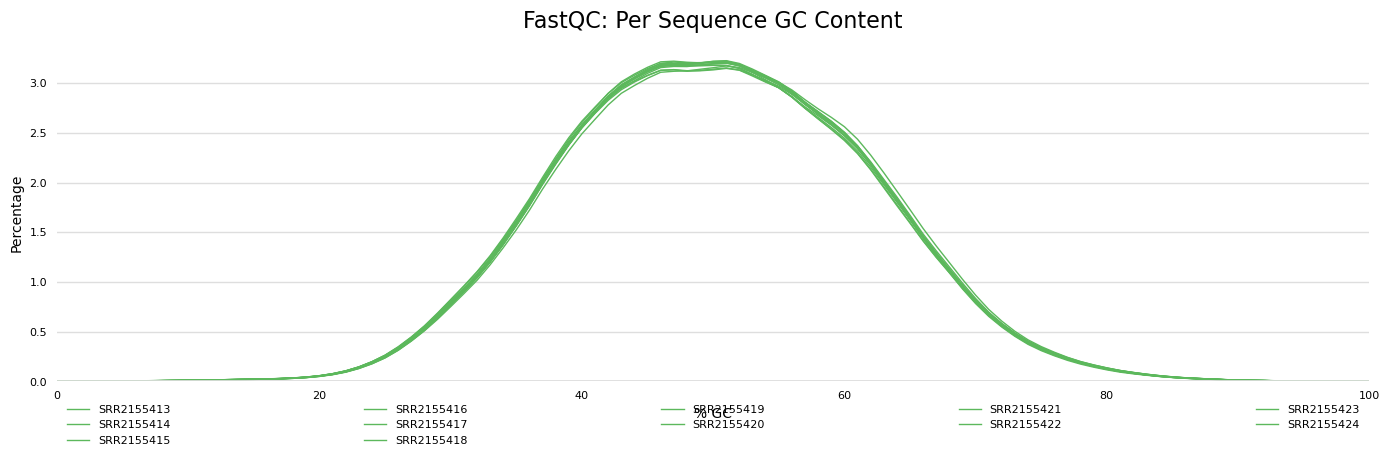 FastQC: Per Sequence GC Content
Percentage
3.0
2.5
2.0
1.5
1.0
0.5
0.0
0 20 40 60 80 100
% GC
SRR2155413 SRR2155416 SRR2155419 SRR2155421 SRR2155423
SRR2155414 SRR2155417 SRR2155420 SRR2155422 SRR2155424
SRR2155415 SRR2155418